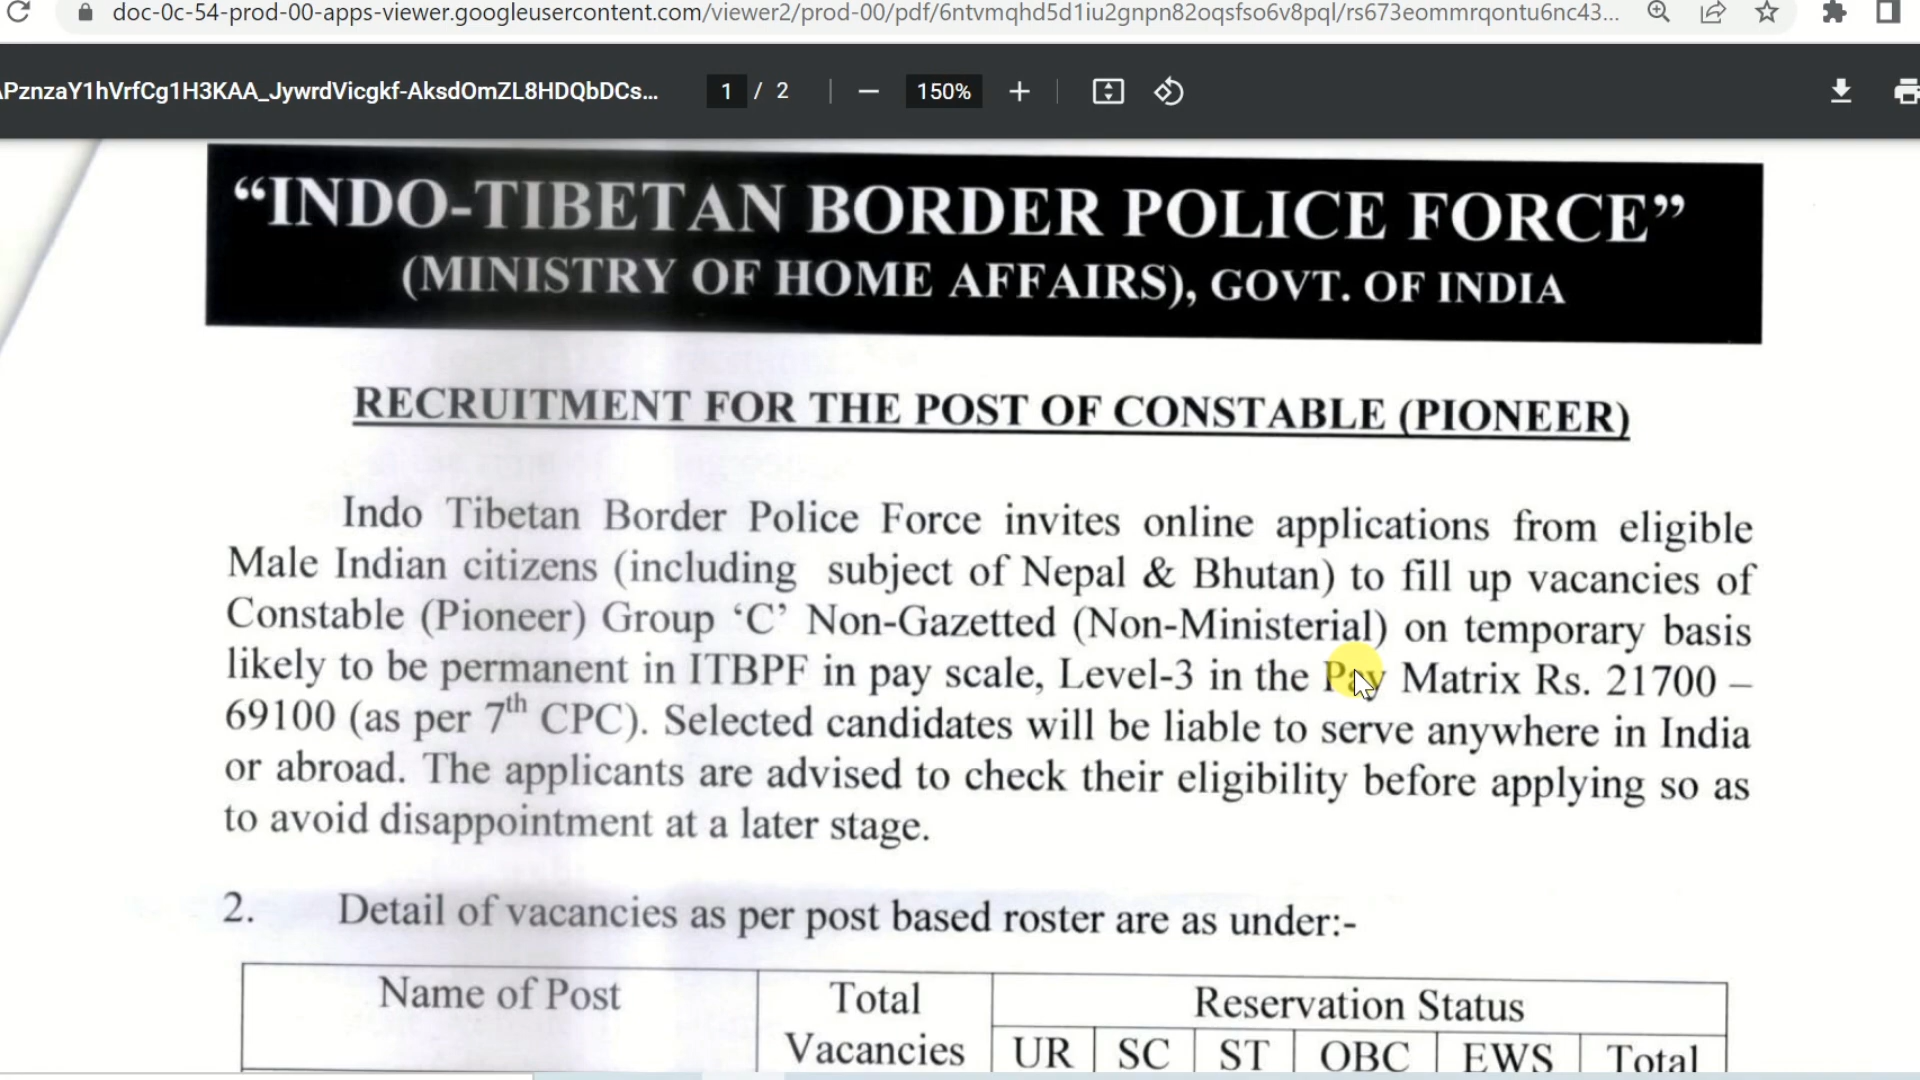 doc-0c-54-prod-00-apps-viewer.googleusercontent.com/viewer2/prod-00/pdf/6ntvmqhd5d1iu2gnpn82oqsfso6v8pql/rs673eommrqontu6nc43...
PznzaY1hVrfCg1H3KAA_JywrdVicgkf-AksdOmZL8HDQbDCs... 1 / 2 150%
“INDO-TIBETAN BORDER POLICE FORCE”
(MINISTRY OF HOME AFFAIRS), GOVT. OF INDIA
RECRUITMENT FOR THE POST OF CONSTABLE (PIONEER)
Indo Tibetan Border Police Force invites online applications from eligible
Male Indian citizens (including subject of Nepal & Bhutan) to fill up vacancies of
Constable (Pioneer) Group ‘C’ Non-Gazetted (Non-Ministerial) on temporary basis
likely to be permanent in ITBPF in pay scale, Level-3 in the Pay Matrix Rs. 21700 –
69100 (as per 7th CPC). Selected candidates will be liable to serve anywhere in India
or abroad. The applicants are advised to check their eligibility before applying so as
to avoid disappointment at a later stage.
2. Detail of vacancies as per post based roster are as under:-
Name of Post Total Vacancies Reservation Status
UR SC ST OBC EWS Total